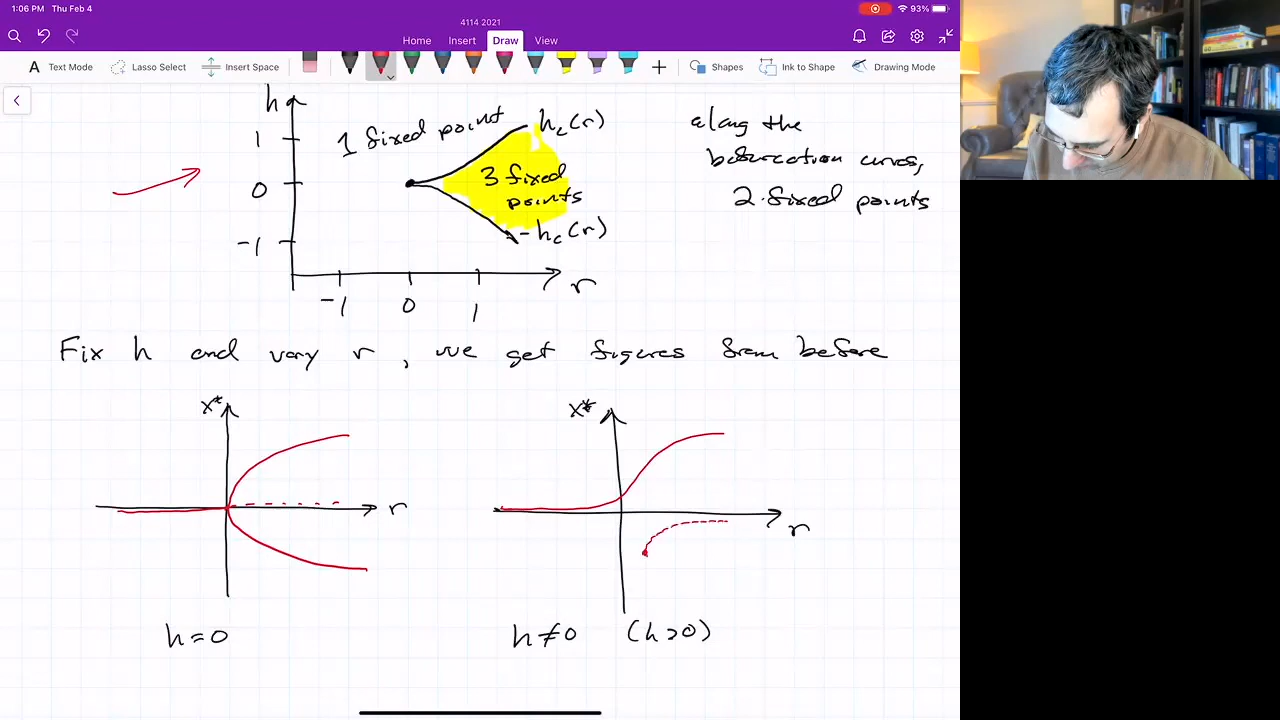 1:06 PM Thu Feb 4
93%
4114 2021
Home Insert Draw View
Text Mode Lasso Select Insert Space Shapes Ink to Shape Drawing Mode
h
1
0
-1
1 fixed point
h_c(r)
3 fixed
points
-h_c(r)
-1 0 1
r
along the
bifurcation curves,
2 fixed points
Fix h and vary r, we get figures from before
x*
r
h=0
x*
r
h≠0 (h>0)